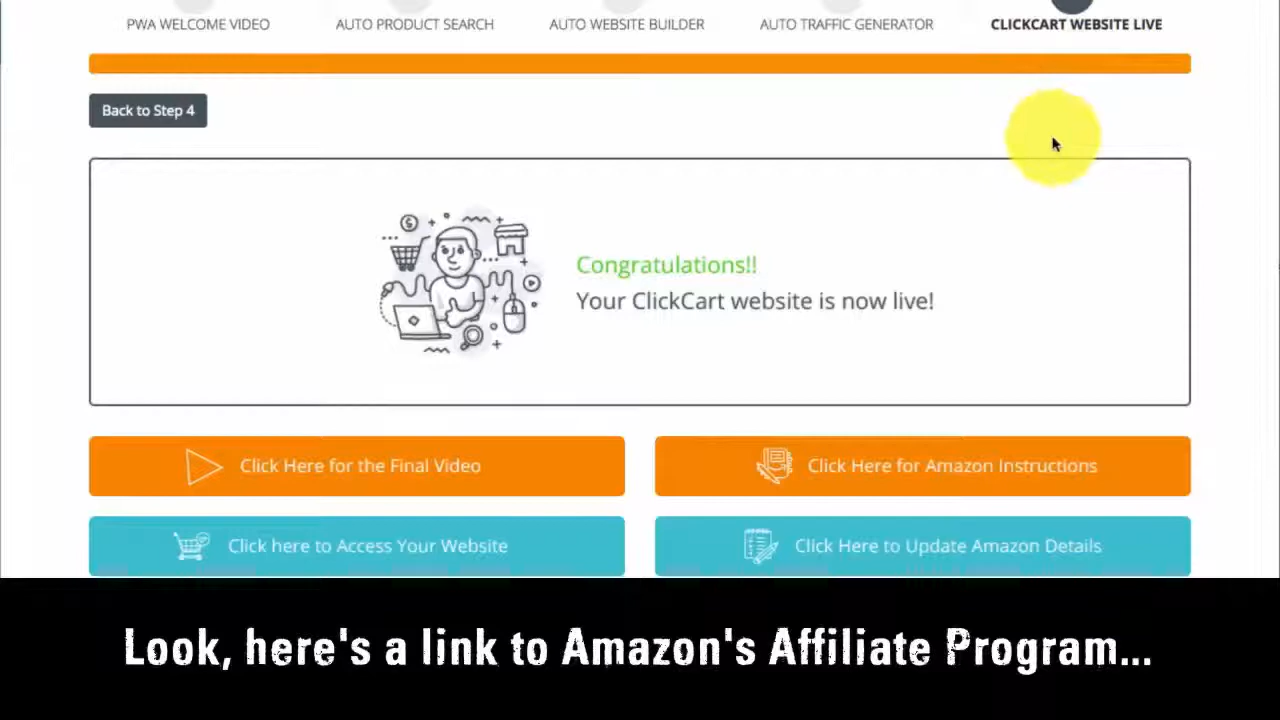 PWA WELCOME VIDEO
AUTO PRODUCT SEARCH
AUTO WEBSITE BUILDER
AUTO TRAFFIC GENERATOR
CLICKCART WEBSITE LIVE
Back to Step 4
Congratulations!!
Your ClickCart website is now live!
Click Here for the Final Video
Click Here for Amazon Instructions
Click here to Access Your Website
Click Here to Update Amazon Details
Look, here's a link to Amazon's Affiliate Program...